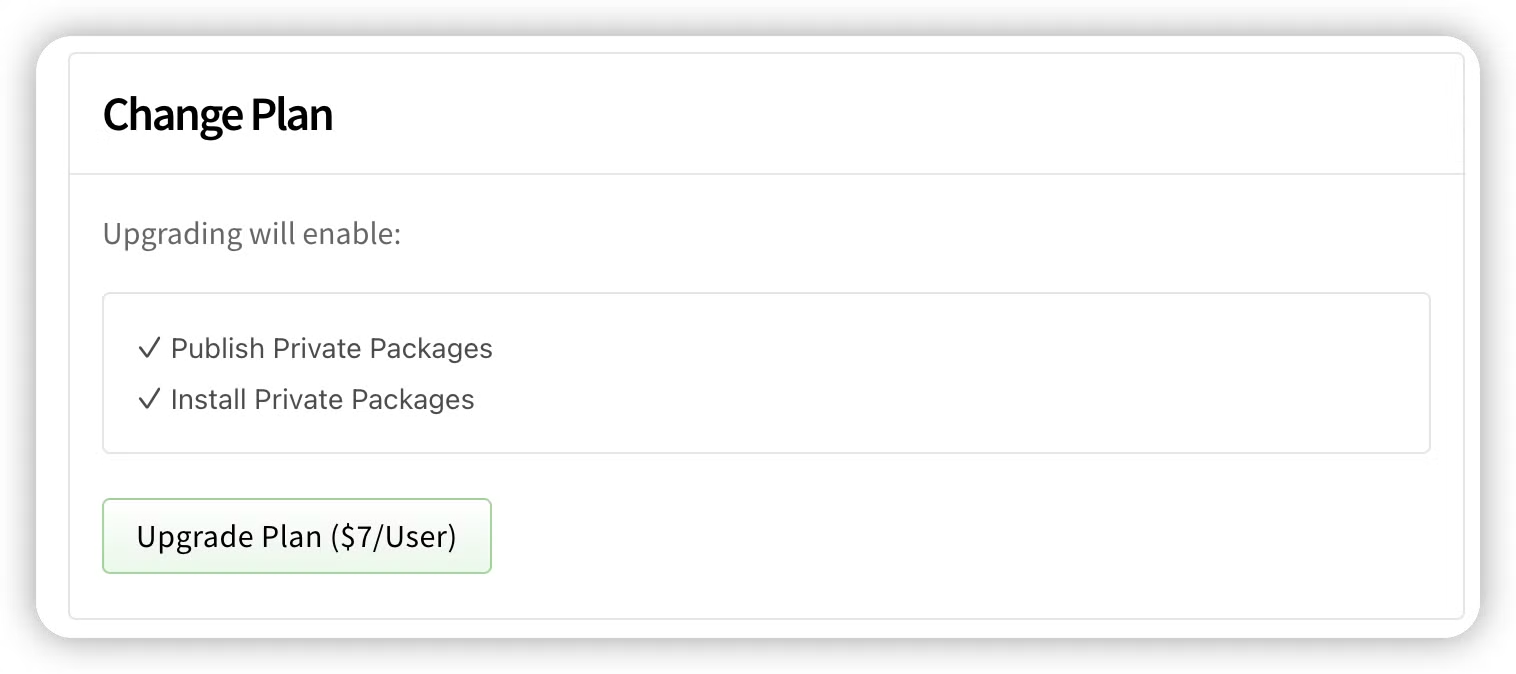 Change Plan
Upgrading will enable:
✓ Publish Private Packages
✓ Install Private Packages
Upgrade Plan ($7/User)